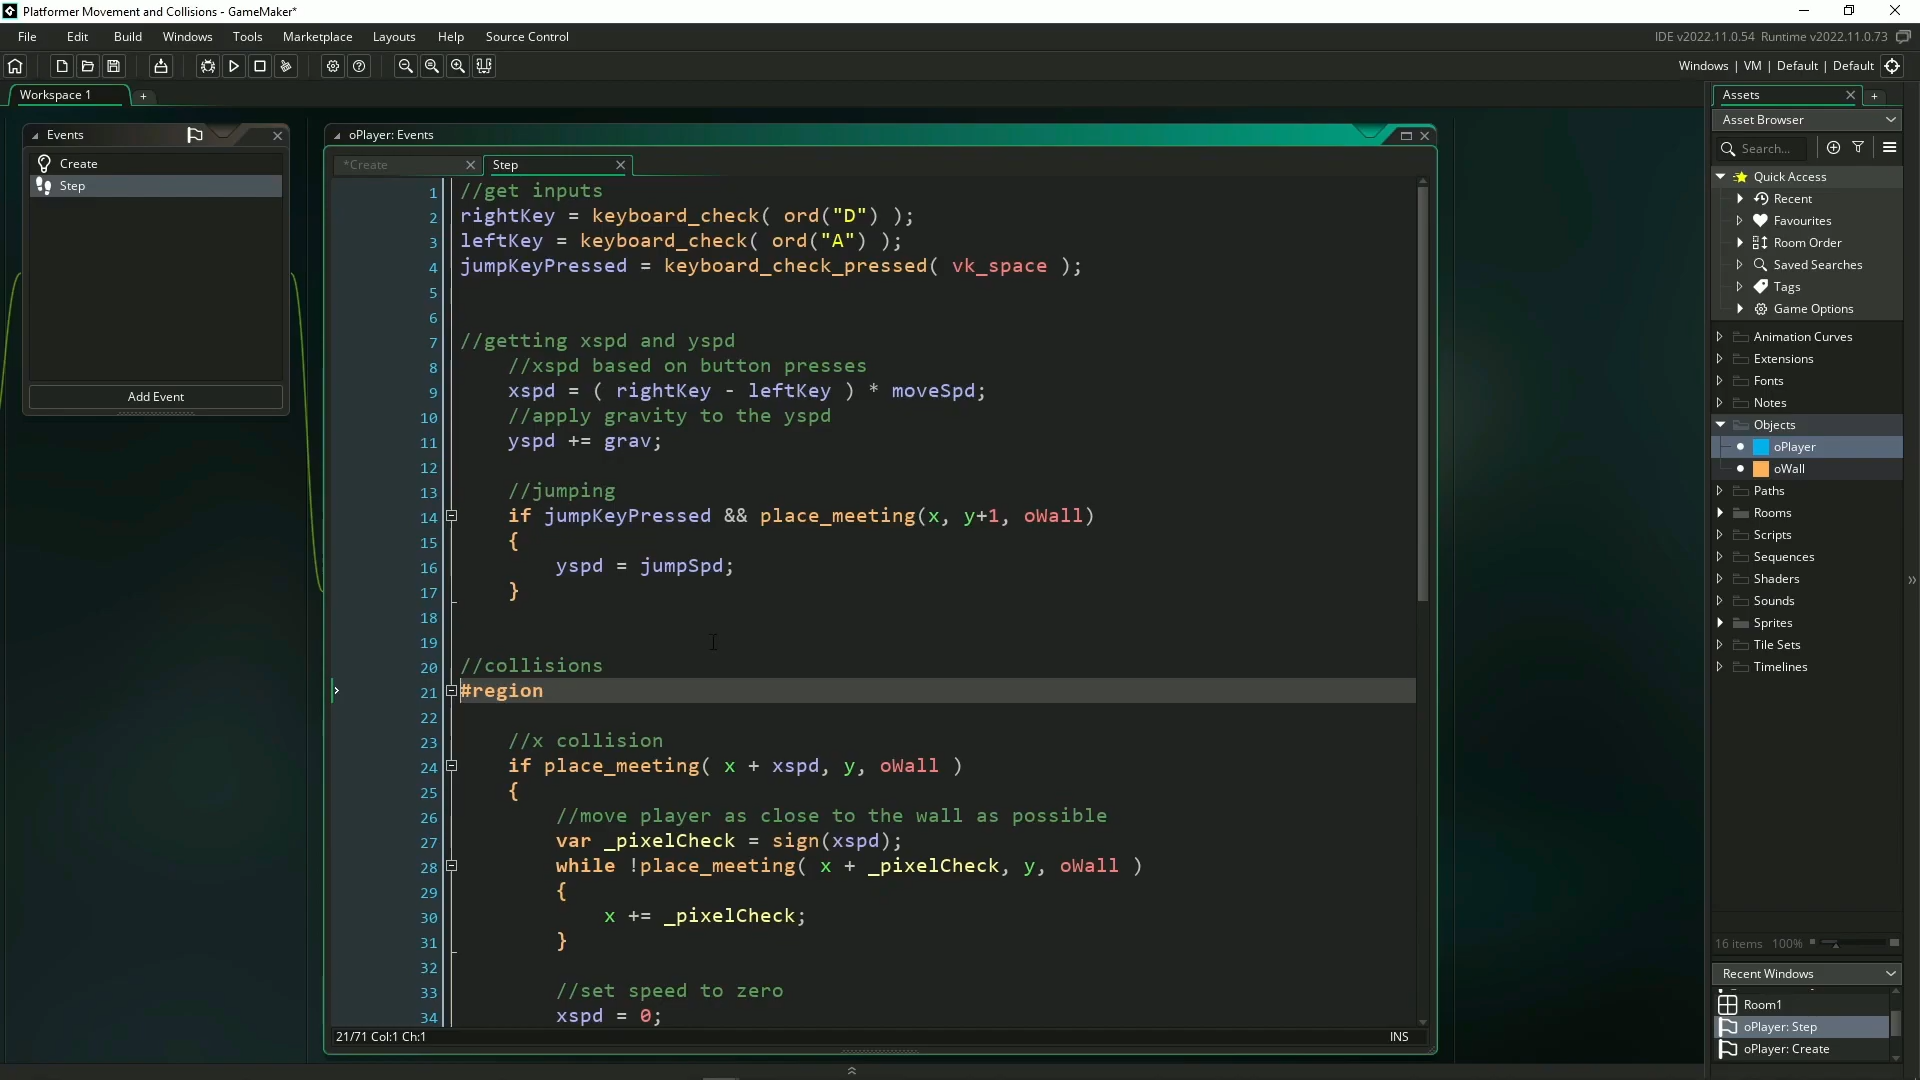 Platformer Movement and Collisions - GameMaker*
File Edit Build Windows Tools Marketplace Layouts Help Source Control
IDE v2022.11.0.54 Runtime v2022.11.0.73
Windows | VM | Default | Default
Workspace 1
+
Events
Create
Step
Add Event
oPlayer: Events
*Create
Step
1 //get inputs
2 rightKey = keyboard_check( ord("D") );
3 leftKey = keyboard_check( ord("A") );
4 jumpKeyPressed = keyboard_check_pressed( vk_space );
5
6
7 //getting xspd and yspd
8 //xspd based on button presses
9 xspd = ( rightKey - leftKey ) * moveSpd;
10 //apply gravity to the yspd
11 yspd += grav;
12
13 //jumping
14 if jumpKeyPressed && place_meeting(x, y+1, oWall)
15 {
16 yspd = jumpSpd;
17 }
18
19
20 //collisions
21 #region
22
23 //x collision
24 if place_meeting( x + xspd, y, oWall )
25 {
26 //move player as close to the wall as possible
27 var _pixelCheck = sign(xspd);
28 while !place_meeting( x + _pixelCheck, y, oWall )
29 {
30 x += _pixelCheck;
31 }
32
33 //set speed to zero
34 xspd = 0;
21/71 Col:1 Ch:1
INS
Assets
+
Asset Browser
Search...
Quick Access
Recent
Favourites
Room Order
Saved Searches
Tags
Game Options
Animation Curves
Extensions
Fonts
Notes
Objects
oPlayer
oWall
Paths
Rooms
Scripts
Sequences
Shaders
Sounds
Sprites
Tile Sets
Timelines
16 items 100%
Recent Windows
Room1
oPlayer: Step
oPlayer: Create